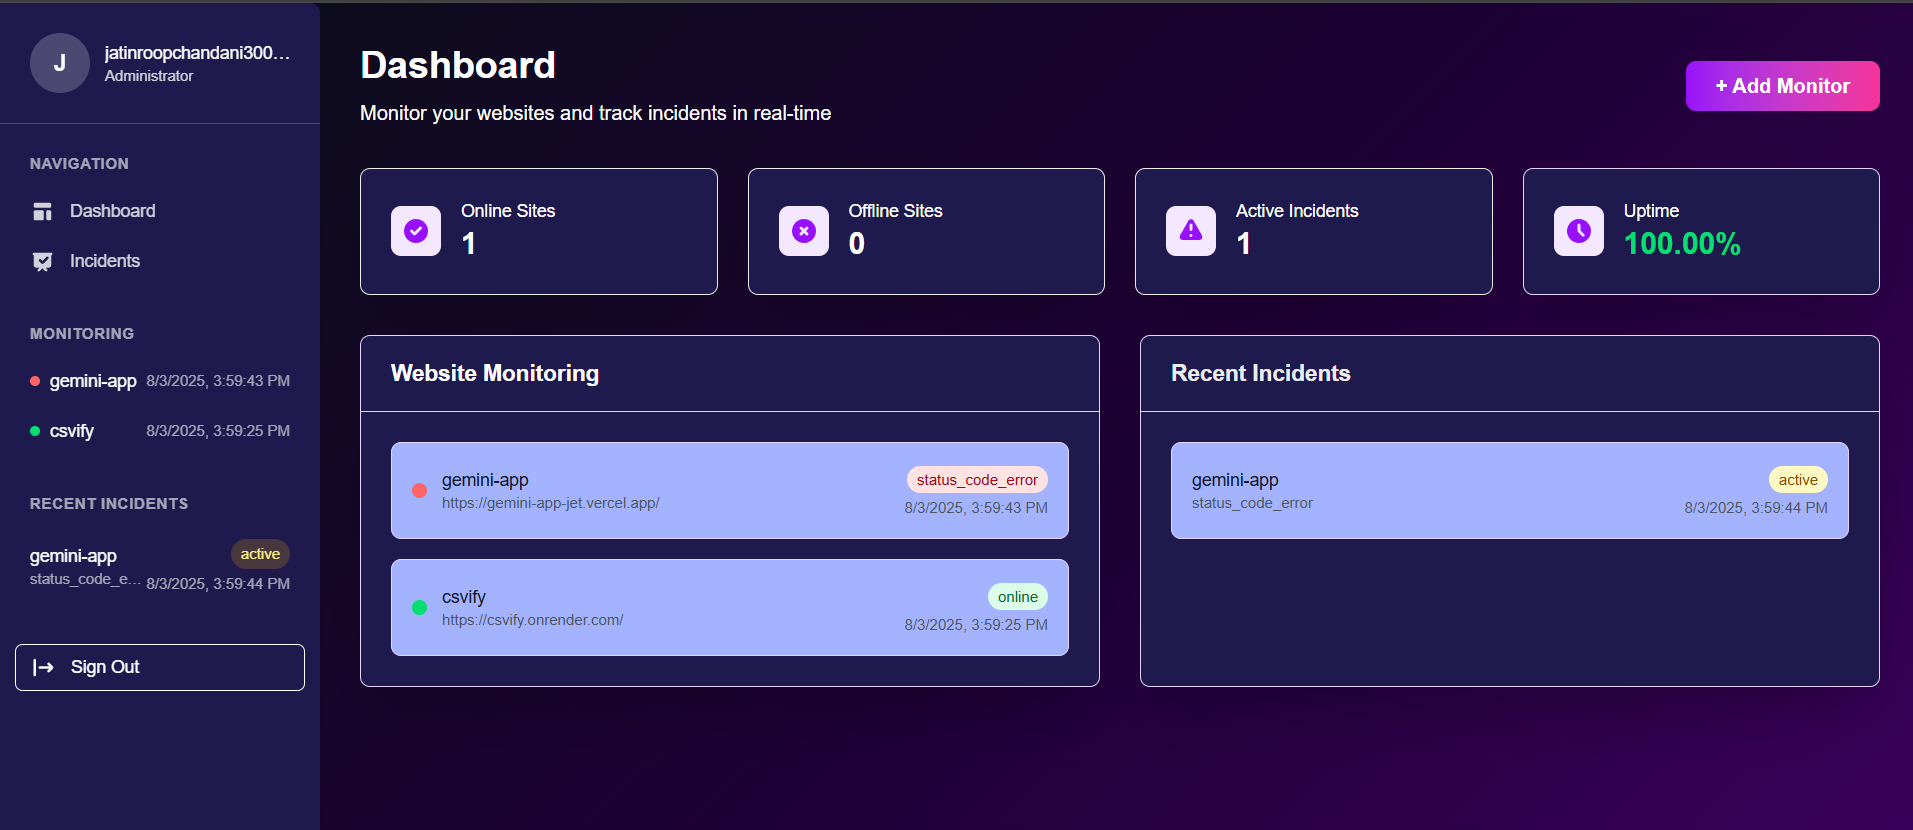 J
jatinroopchandani300...
Administrator
NAVIGATION
Dashboard
Incidents
MONITORING
gemini-app 8/3/2025, 3:59:43 PM
csvify 8/3/2025, 3:59:25 PM
RECENT INCIDENTS
gemini-app active
status_code_e... 8/3/2025, 3:59:44 PM
Sign Out
Dashboard
Monitor your websites and track incidents in real-time
+ Add Monitor
Online Sites
1
Offline Sites
0
Active Incidents
1
Uptime
100.00%
Website Monitoring
gemini-app status_code_error
https://gemini-app-jet.vercel.app/ 8/3/2025, 3:59:43 PM
csvify online
https://csvify.onrender.com/ 8/3/2025, 3:59:25 PM
Recent Incidents
gemini-app active
status_code_error 8/3/2025, 3:59:44 PM